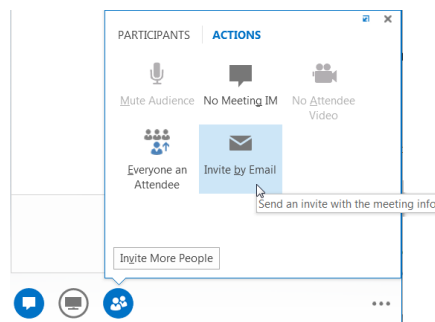 PARTICIPANTS ACTIONS
Mute Audience No Meeting IM No Attendee
Video
Everyone an Invite by Email
Attendee
Send an invite with the meeting info
Invite More People